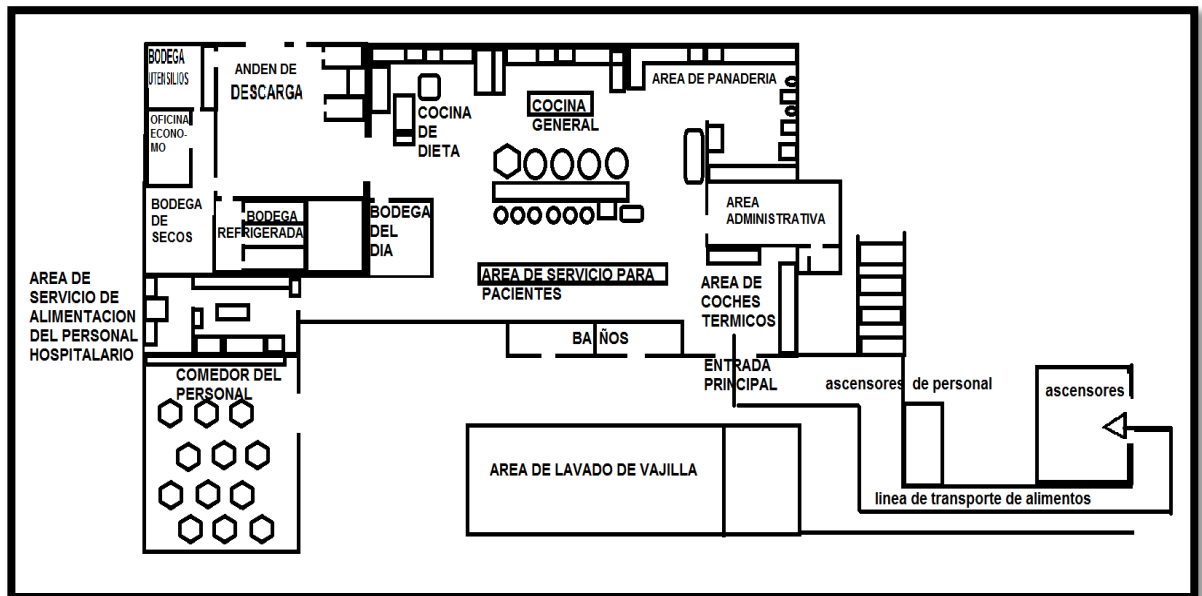 BODEGA
UTENSILIOS
ANDEN DE
DESCARGA
OFICINA
ECONO-
MO
COCINA
DE
DIETA
COCINA
GENERAL
AREA DE PANADERIA
BODEGA
DE
SECOS
BODEGA
REFRIGERADA
BODEGA
DEL
DIA
AREA
ADMINISTRATIVA
AREA DE
SERVICIO DE
ALIMENTACION
DEL PERSONAL
HOSPITALARIO
AREA DE SERVICIO PARA
PACIENTES
AREA DE
COCHES
TERMICOS
BAÑOS
ENTRADA
PRINCIPAL
COMEDOR DEL
PERSONAL
ascensores de personal
ascensores
AREA DE LAVADO DE VAJILLA
linea de transporte de alimentos